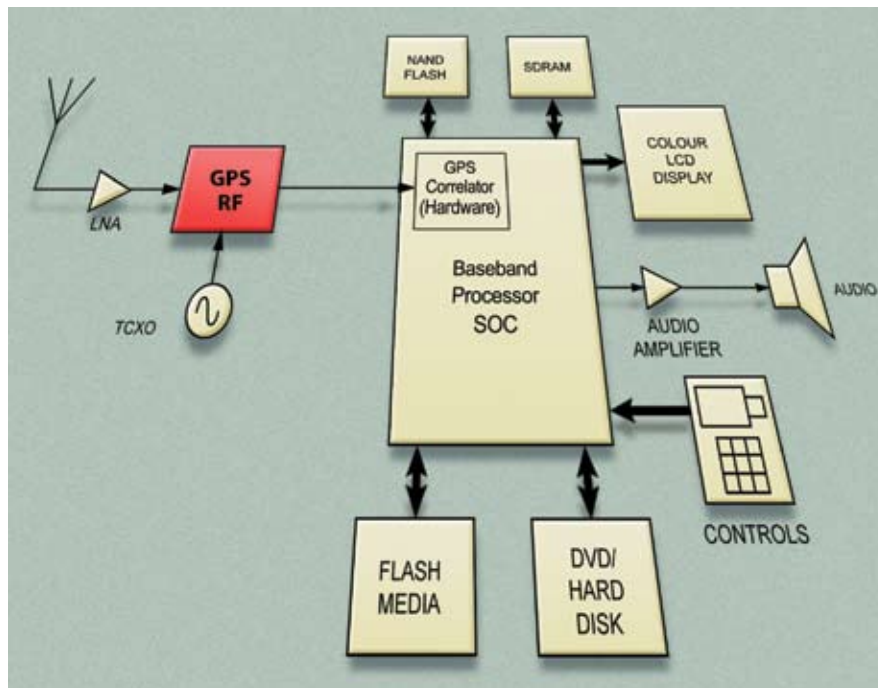 NAND
FLASH
SDRAM
COLOUR
LCD
DISPLAY
GPS
RF
LNA
TCXO
GPS
Correlator
(Hardware)
Baseband
Processor
SOC
AUDIO
AUDIO
AMPLIFIER
CONTROLS
FLASH
MEDIA
DVD/
HARD
DISK